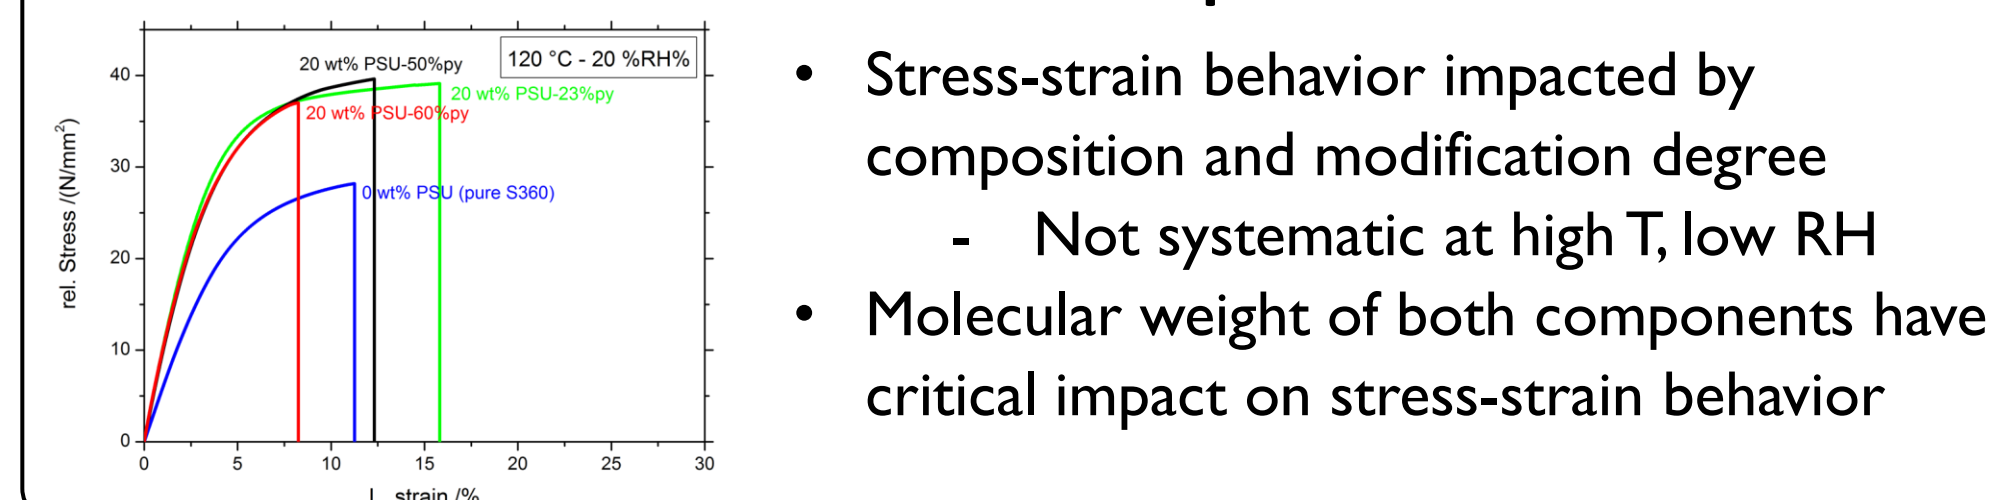 120 °C - 20 %RH%
20 wt% PSU-50%py
20 wt% PSU-23%py
20 wt% PSU-60%py
0 wt% PSU (pure S360)
rel. Stress /(N/mm²)
40
30
20
10
0
0 5 10 15 20 25 30
strain /%
• Stress-strain behavior impacted by
composition and modification degree
- Not systematic at high T, low RH
• Molecular weight of both components have
critical impact on stress-strain behavior